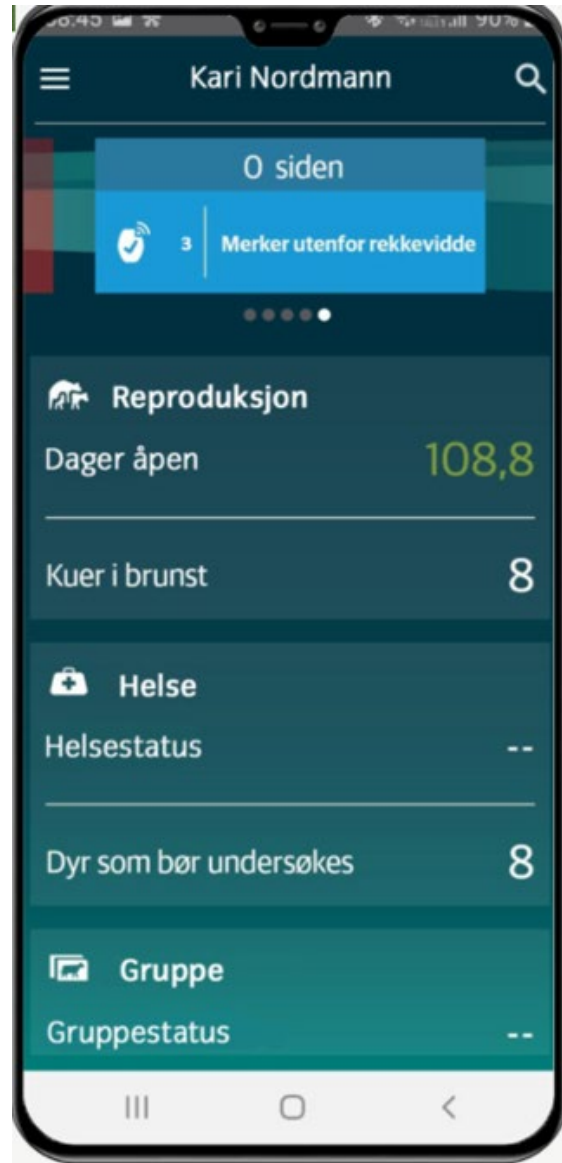 90%
Kari Nordmann
0 siden
3 Merker utenfor rekkevidde
Reproduksjon
Dager åpen 108,8
Kuer i brunst 8
Helse
Helsestatus --
Dyr som bør undersøkes 8
Gruppe
Gruppestatus --